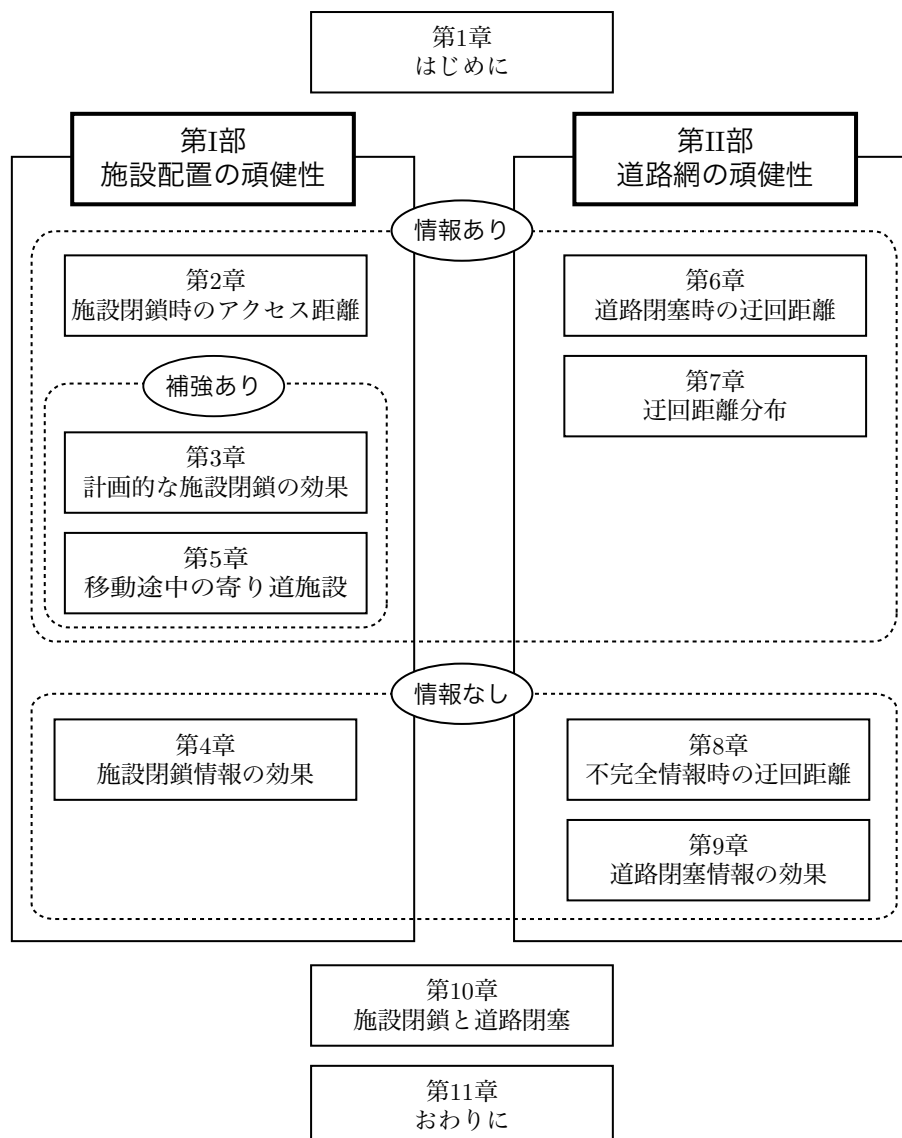 第1章
はじめに
第I部
施設配置の頑健性
第II部
道路網の頑健性
情報あり
第2章
施設閉鎖時のアクセス距離
補強あり
第3章
計画的な施設閉鎖の効果
第5章
移動途中の寄り道施設
第6章
道路閉塞時の迂回距離
第7章
迂回距離分布
情報なし
第4章
施設閉鎖情報の効果
第8章
不完全情報時の迂回距離
第9章
道路閉塞情報の効果
第10章
施設閉鎖と道路閉塞
第11章
おわりに